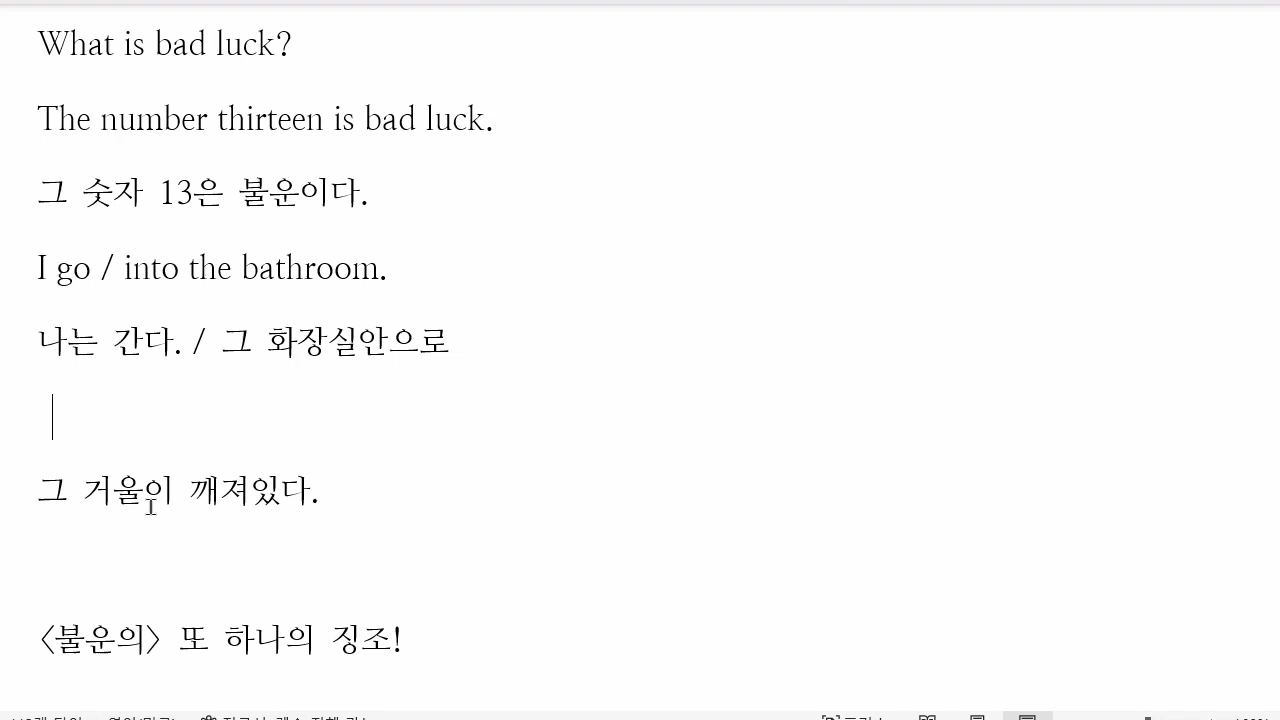 What is bad luck?
The number thirteen is bad luck.
그 숫자 13은 불운이다.
I go / into the bathroom.
나는 간다. / 그 화장실안으로
그 거울이 깨져있다.
〈불운의〉 또 하나의 징조!